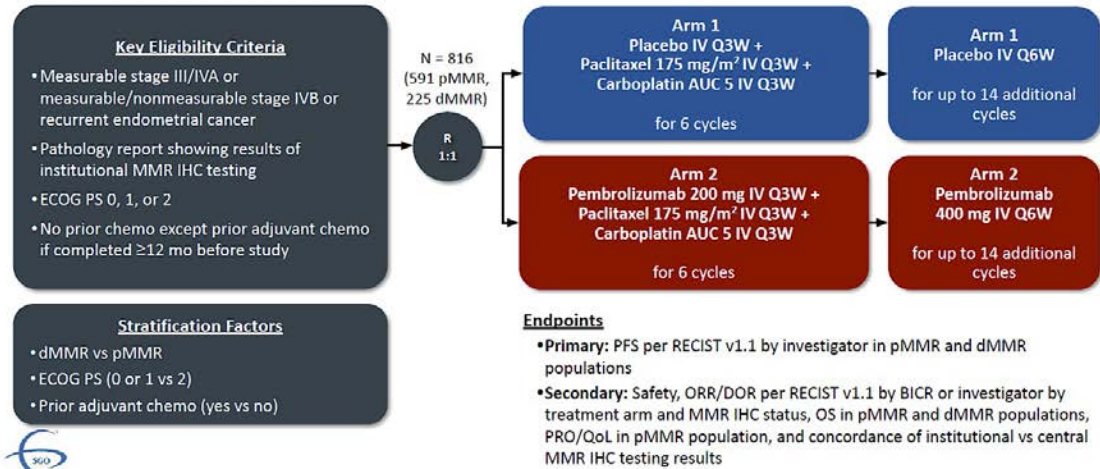 Key Eligibility Criteria
• Measurable stage III/IVA or
measurable/nonmeasurable stage IVB or
recurrent endometrial cancer
• Pathology report showing results of
institutional MMR IHC testing
• ECOG PS 0, 1, or 2
• No prior chemo except prior adjuvant chemo
if completed ≥12 mo before study
Stratification Factors
• dMMR vs pMMR
• ECOG PS (0 or 1 vs 2)
• Prior adjuvant chemo (yes vs no)
N = 816
(591 pMMR,
225 dMMR)
R
1:1
Arm 1
Placebo IV Q3W +
Paclitaxel 175 mg/m² IV Q3W +
Carboplatin AUC 5 IV Q3W
for 6 cycles
Arm 1
Placebo IV Q6W
for up to 14 additional
cycles
Arm 2
Pembrolizumab 200 mg IV Q3W +
Paclitaxel 175 mg/m² IV Q3W +
Carboplatin AUC 5 IV Q3W
for 6 cycles
Arm 2
Pembrolizumab
400 mg IV Q6W
for up to 14 additional
cycles
Endpoints
• Primary: PFS per RECIST v1.1 by investigator in pMMR and dMMR
populations
• Secondary: Safety, ORR/DOR per RECIST v1.1 by BICR or investigator by
treatment arm and MMR IHC status, OS in pMMR and dMMR populations,
PRO/QoL in pMMR population, and concordance of institutional vs central
MMR IHC testing results
SGO